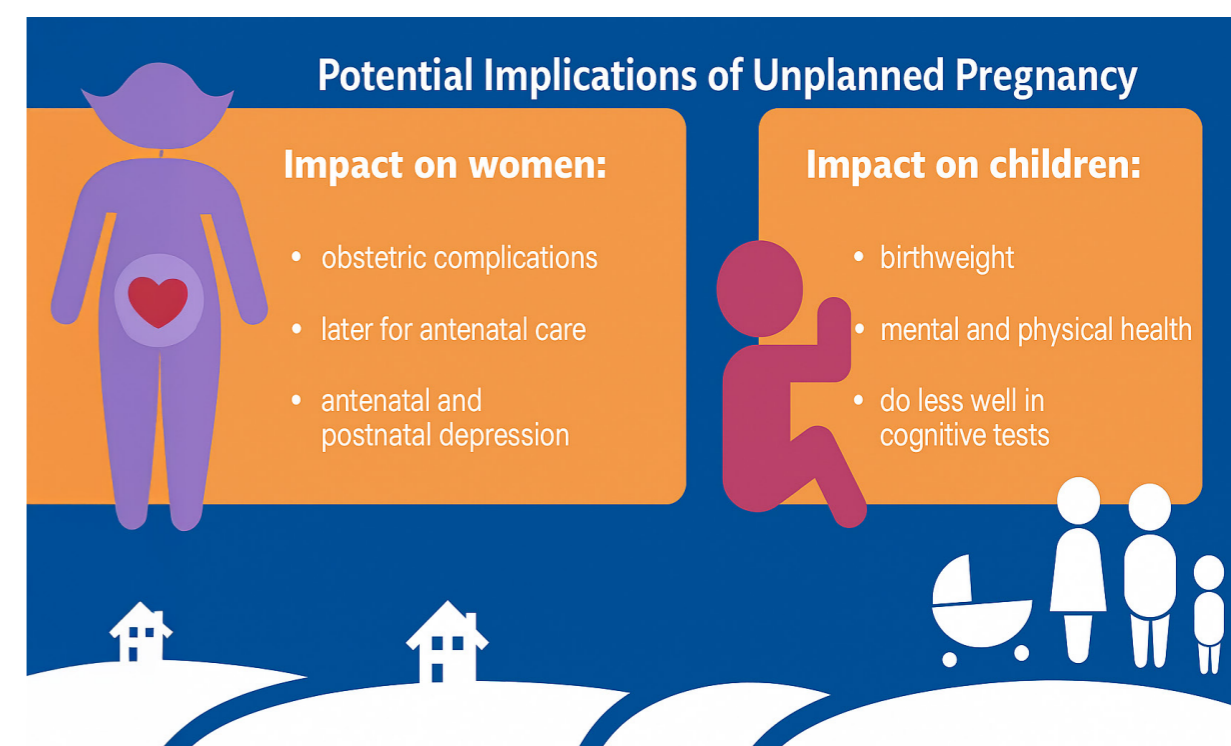 Potential Implications of Unplanned Pregnancy
Impact on women:
• obstetric complications
• later for antenatal care
• antenatal and
postnatal depression
Impact on children:
• birthweight
• mental and physical health
• do less well in
cognitive tests